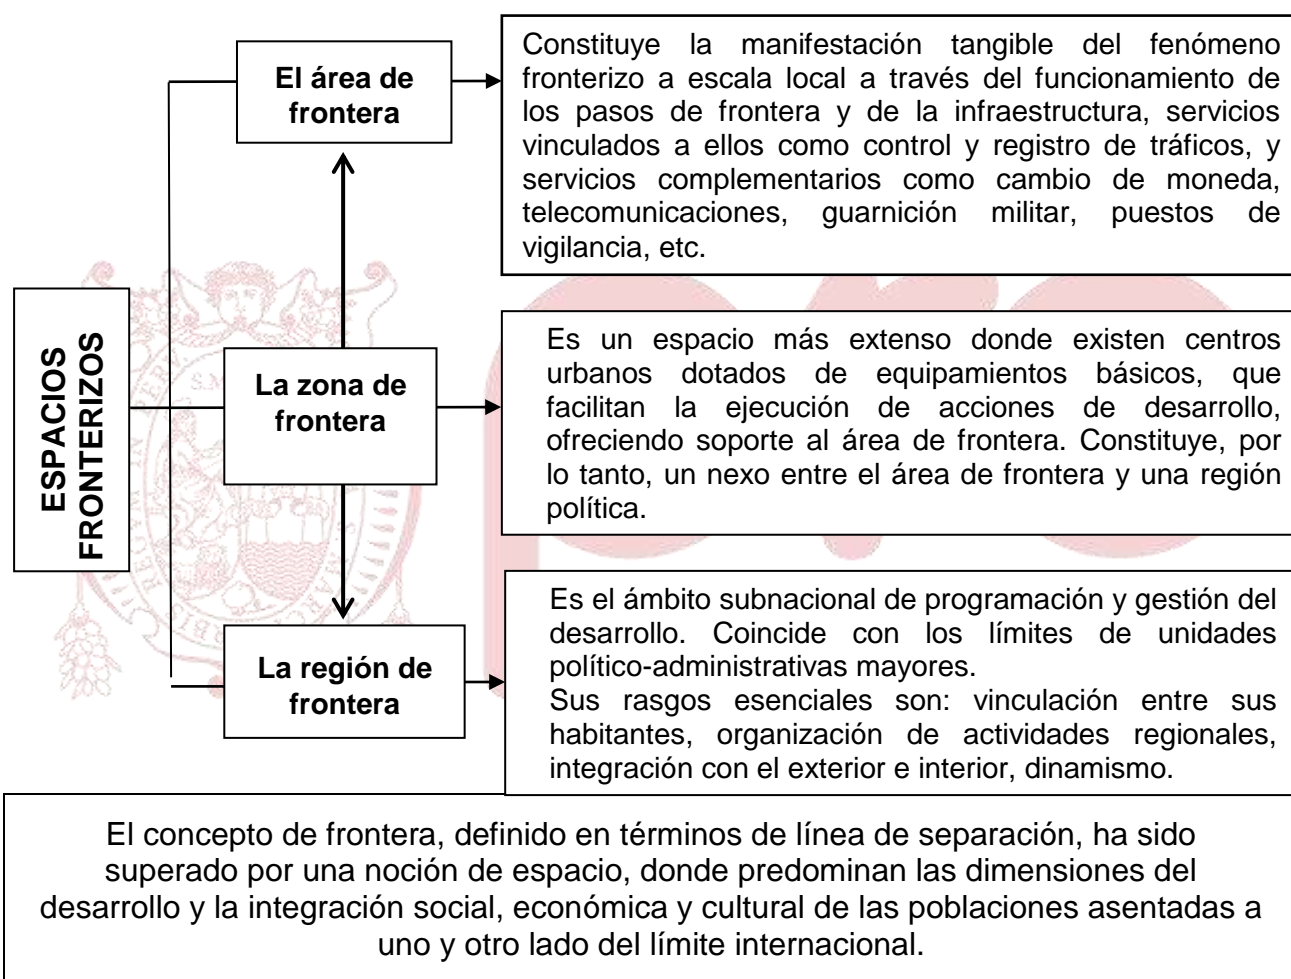 El área de
frontera
Constituye la manifestación tangible del fenómeno
fronterizo a escala local a través del funcionamiento de
los pasos de frontera y de la infraestructura, servicios
vinculados a ellos como control y registro de tráficos, y
servicios complementarios como cambio de moneda,
telecomunicaciones, guarnición militar, puestos de
vigilancia, etc.
ESPACIOS
FRONTERIZOS
La zona de
frontera
Es un espacio más extenso donde existen centros
urbanos dotados de equipamientos básicos, que
facilitan la ejecución de acciones de desarrollo,
ofreciendo soporte al área de frontera. Constituye, por
lo tanto, un nexo entre el área de frontera y una región
política.
La región de
frontera
Es el ámbito subnacional de programación y gestión del
desarrollo. Coincide con los límites de unidades
político-administrativas mayores.
Sus rasgos esenciales son: vinculación entre sus
habitantes, organización de actividades regionales,
integración con el exterior e interior, dinamismo.
El concepto de frontera, definido en términos de línea de separación, ha sido
superado por una noción de espacio, donde predominan las dimensiones del
desarrollo y la integración social, económica y cultural de las poblaciones asentadas a
uno y otro lado del límite internacional.